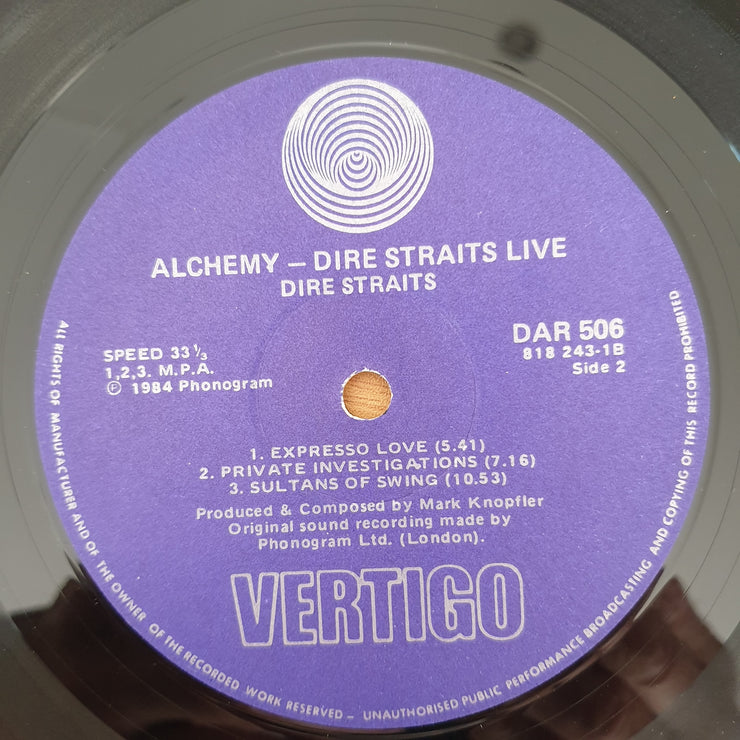 ALCHEMY – DIRE STRAITS LIVE
DIRE STRAITS
SPEED 33 ⅓
1,2,3. M.P.A.
℗ 1984 Phonogram
DAR 506
818 243-1B
Side 2
1. EXPRESSO LOVE (5.41)
2. PRIVATE INVESTIGATIONS (7.16)
3. SULTANS OF SWING (10.53)
Produced & Composed by Mark Knopfler
Original sound recording made by
Phonogram Ltd. (London).
VERTIGO
ALL RIGHTS OF MANUFACTURER AND OF THE OWNER OF THE RECORDED WORK RESERVED – UNAUTHORISED PUBLIC PERFORMANCE BROADCASTING AND COPYING OF THIS RECORD PROHIBITED